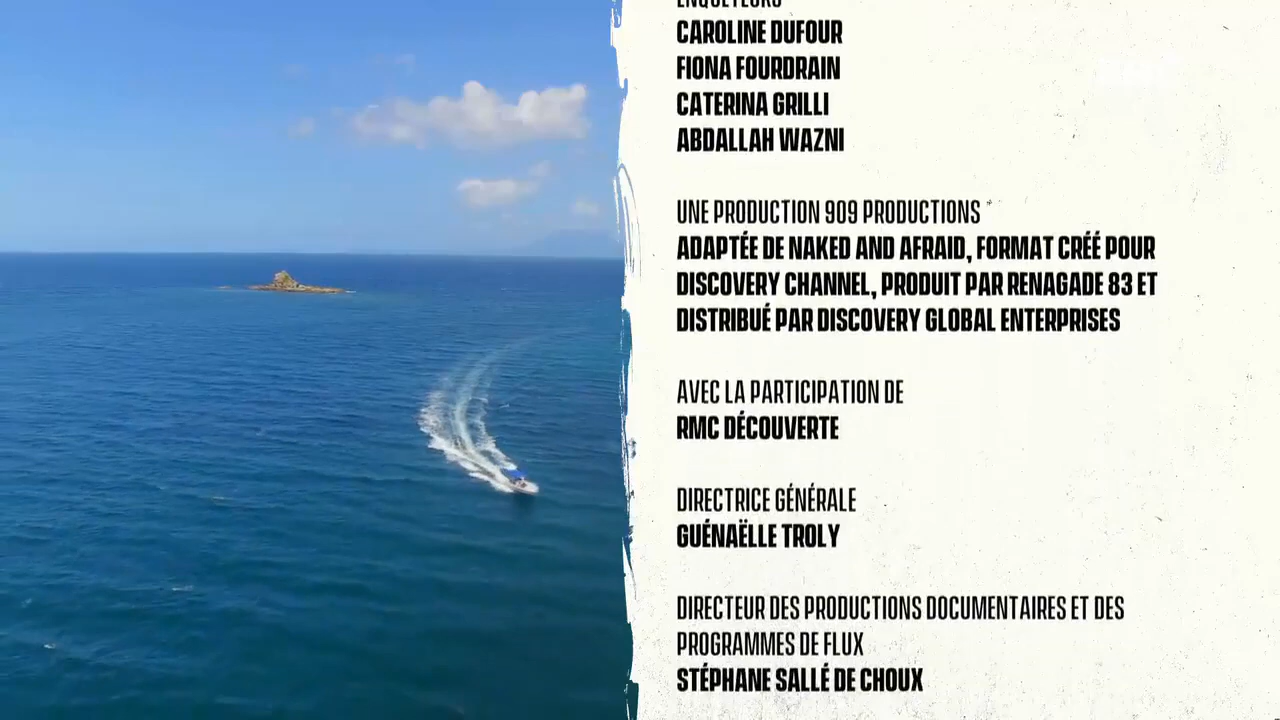 ENQUÊTEURS
CAROLINE DUFOUR
FIONA FOURDRAIN
CATERINA GRILLI
ABDALLAH WAZNI
UNE PRODUCTION 909 PRODUCTIONS
ADAPTÉE DE NAKED AND AFRAID, FORMAT CRÉÉ POUR
DISCOVERY CHANNEL, PRODUIT PAR RENAGADE 83 ET
DISTRIBUÉ PAR DISCOVERY GLOBAL ENTERPRISES
AVEC LA PARTICIPATION DE
RMC DÉCOUVERTE
DIRECTRICE GÉNÉRALE
GUÉNAËLLE TROLY
DIRECTEUR DES PRODUCTIONS DOCUMENTAIRES ET DES
PROGRAMMES DE FLUX
STÉPHANE SALLÉ DE CHOUX